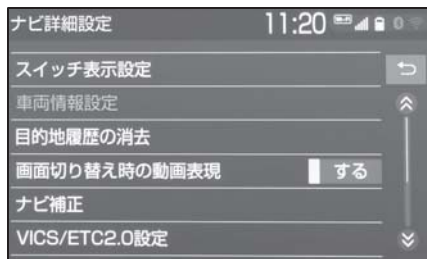 ナビ詳細設定 11:20
スイッチ表示設定
車両情報設定
目的地履歴の消去
画面切り替え時の動画表現 する
ナビ補正
VICS/ETC2.0設定